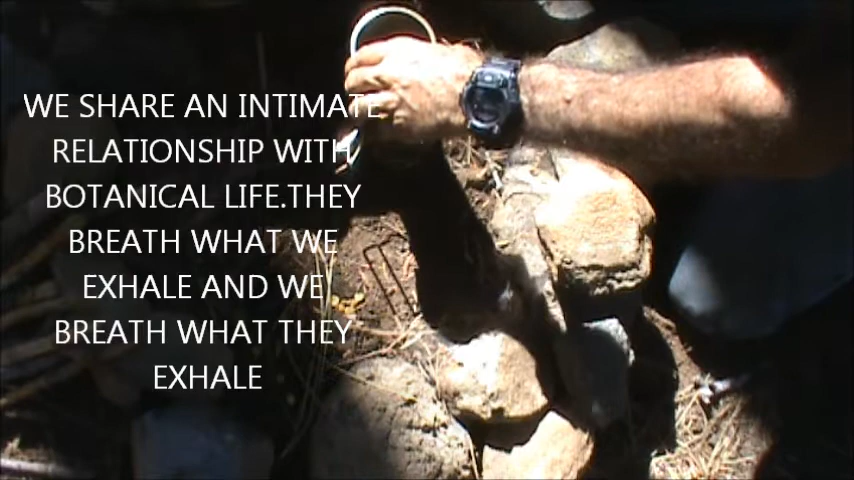 WE SHARE AN INTIMATE
RELATIONSHIP WITH
BOTANICAL LIFE.THEY
BREATH WHAT WE
EXHALE AND WE
BREATH WHAT THEY
EXHALE